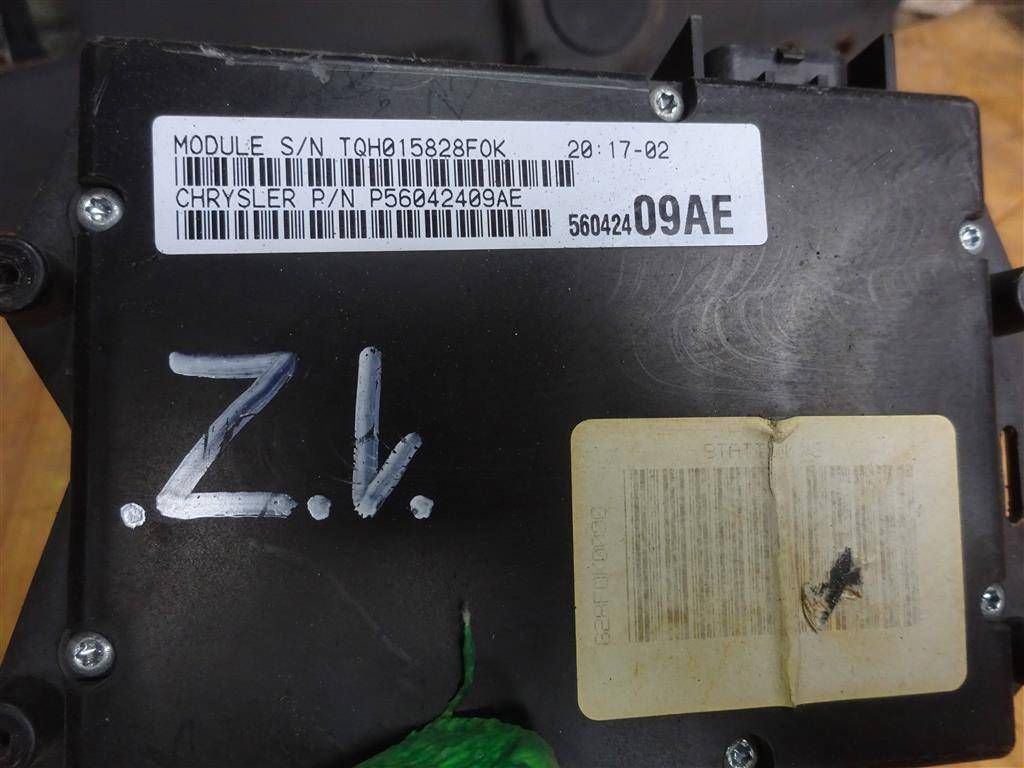 MODULE S/N TQH015828F0K 20:17-02
CHRYSLER P/N P56042409AE
56042409AE
.Z.V.